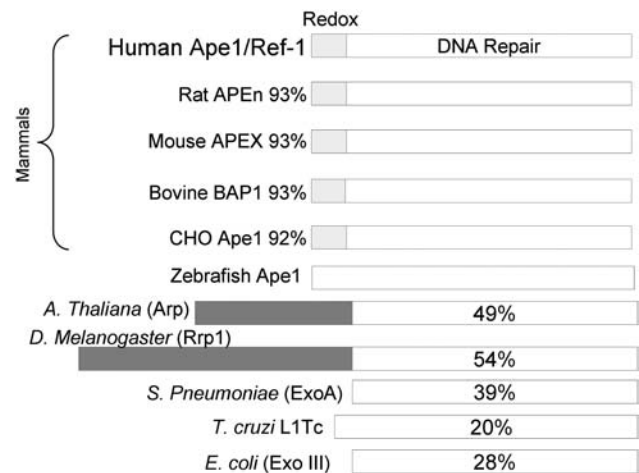 Redox
Human Ape1/Ref-1 DNA Repair
Rat APEn 93%
Mouse APEX 93%
Bovine BAP1 93%
CHO Ape1 92%
Mammals
Zebrafish Ape1
A. Thaliana (Arp) 49%
D. Melanogaster (Rrp1)
54%
S. Pneumoniae (ExoA) 39%
T. cruzi L1Tc 20%
E. coli (Exo III) 28%